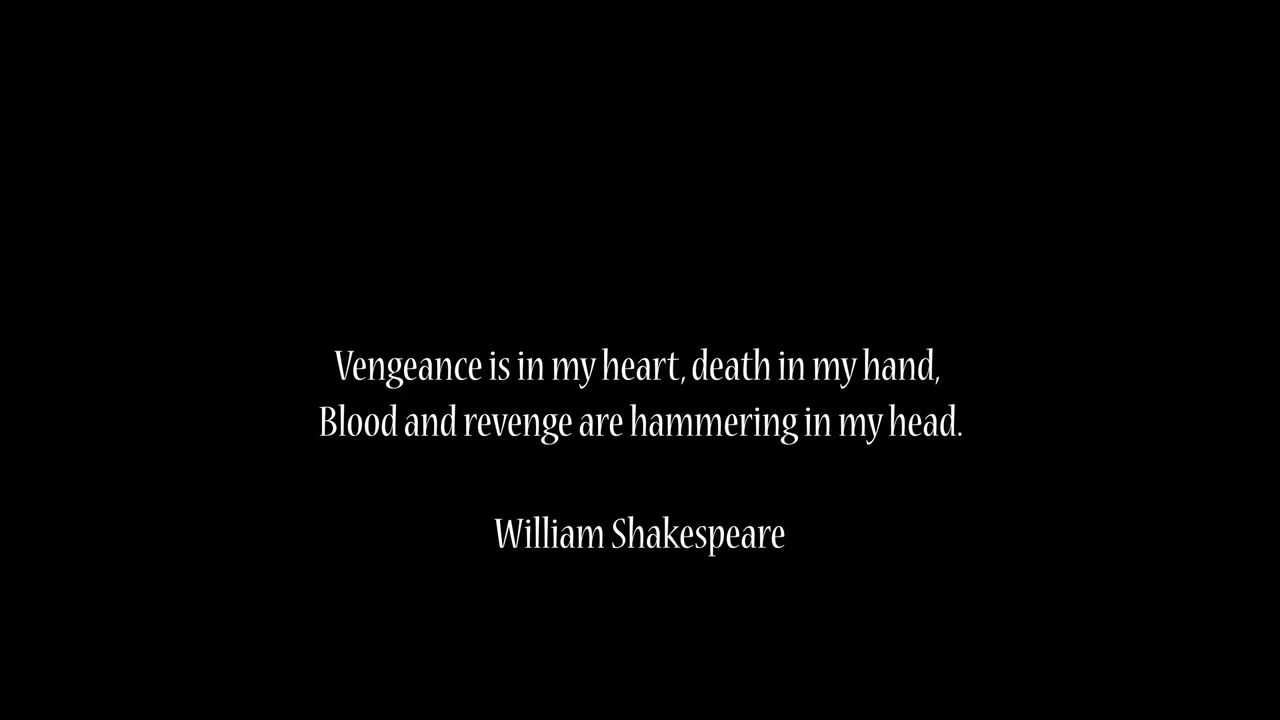 Vengeance is in my heart, death in my hand,
Blood and revenge are hammering in my head.
William Shakespeare